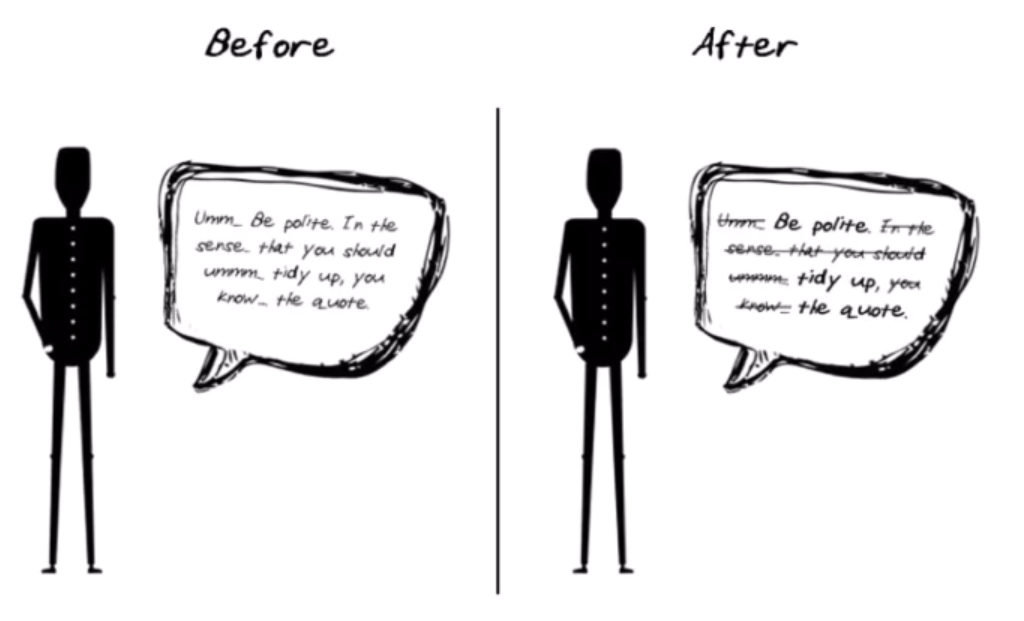 Before
Umm_ Be polite. In the
sense_ that you should
ummm_ tidy up, you
know_ the quote.
After
Umm_ Be polite. In the
sense_ that you should
ummm_ tidy up, you
know_ the quote.